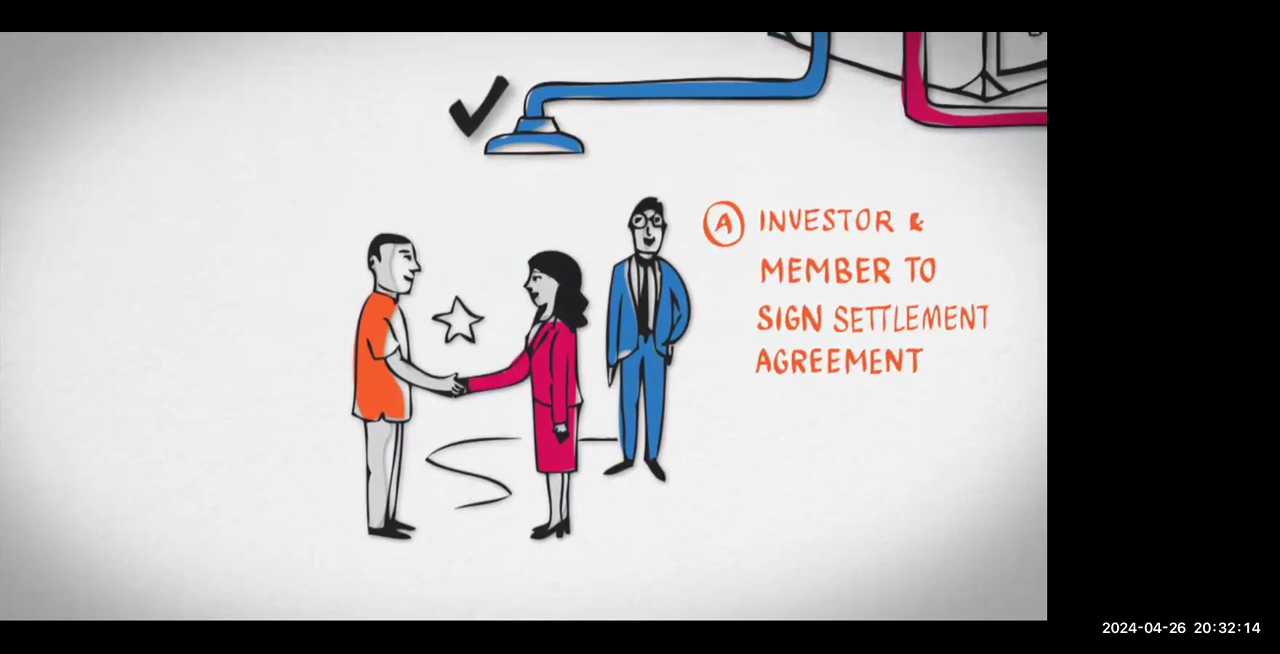 A INVESTOR &
MEMBER TO
SIGN SETTLEMENT
AGREEMENT
2024-04-26 20:32:14